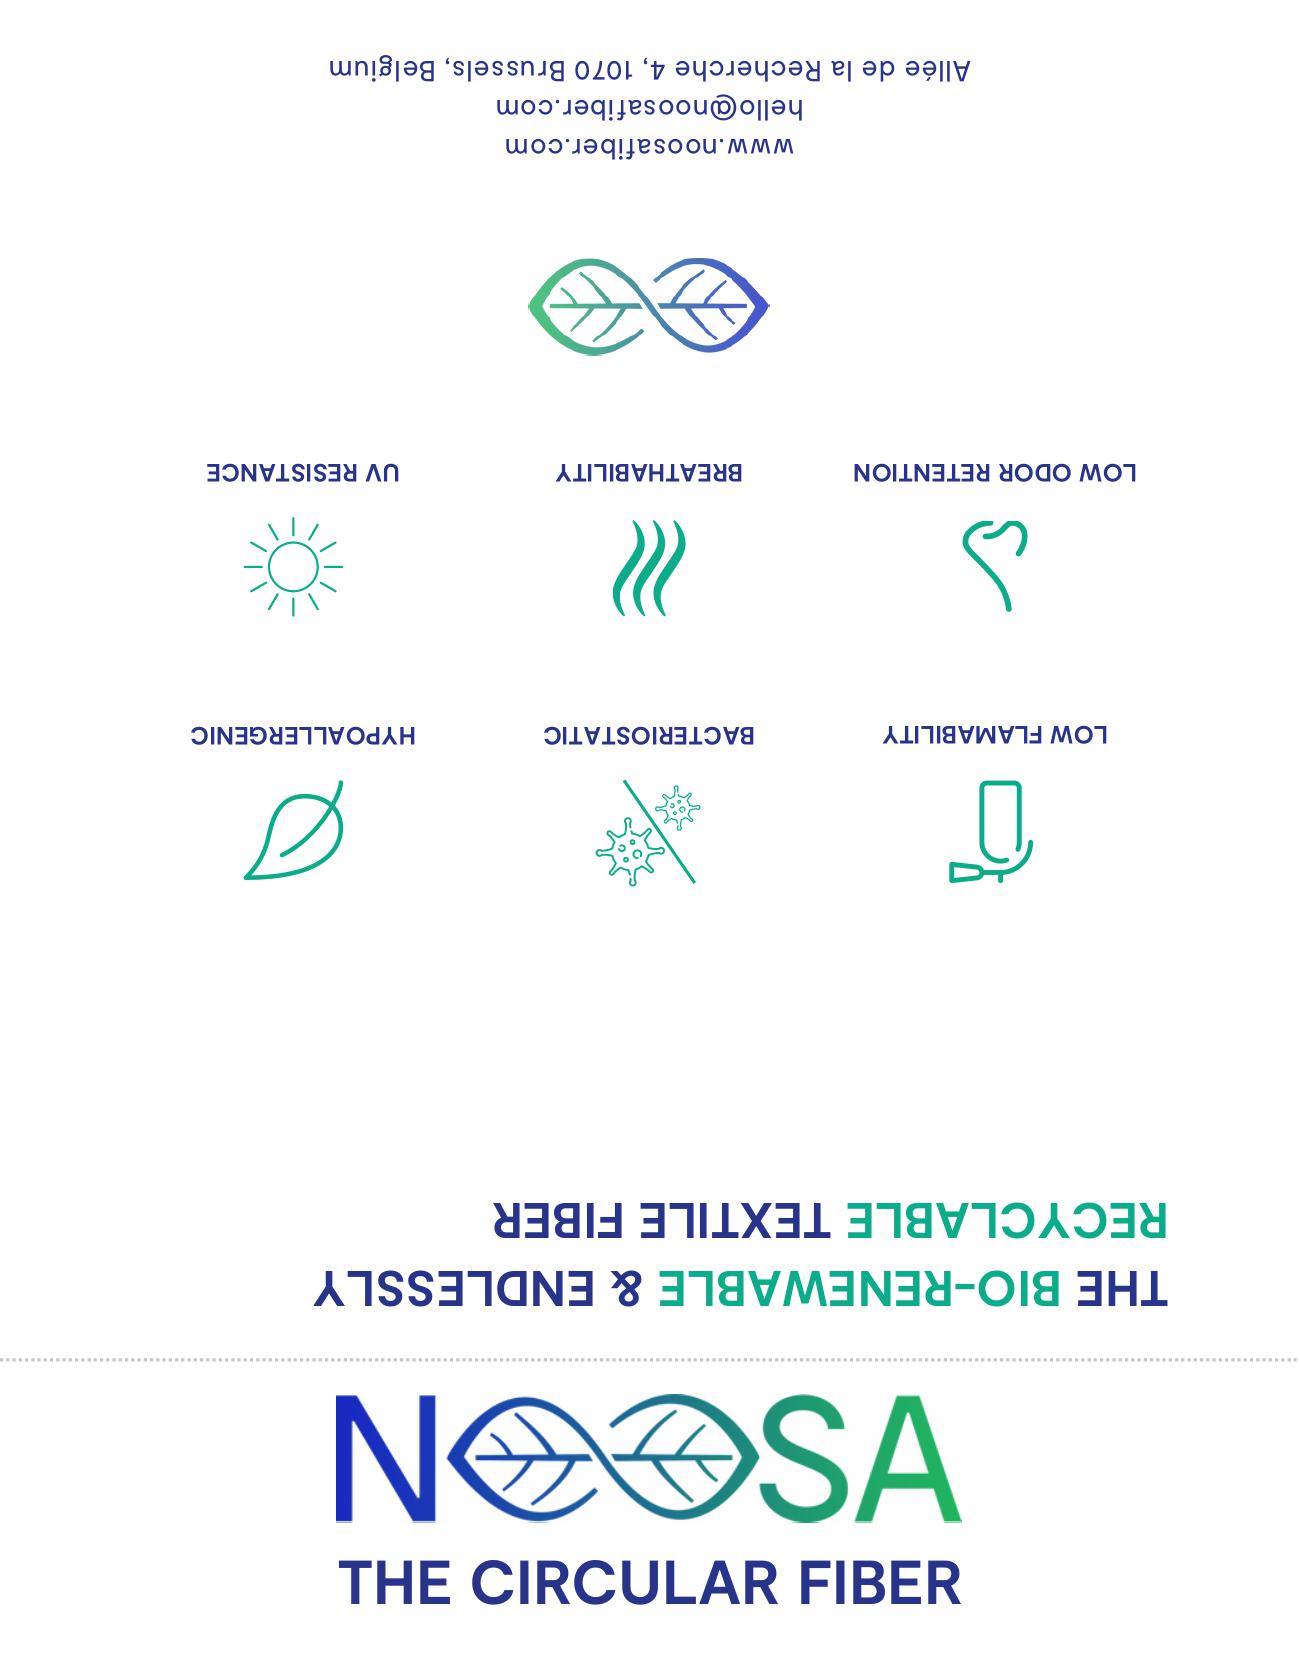 NOOSA
THE CIRCULAR FIBER
THE BIO-RENEWABLE & ENDLESSLY
RECYCLABLE TEXTILE FIBER
LOW FLAMABILITY
BACTERIOSTATIC
HYPOALLERGENIC
LOW ODOR RETENTION
BREATHABILITY
UV RESISTANCE
www.noosafiber.com
hello@noosafiber.com
Allée de la Recherche 4, 1070 Brussels, Belgium